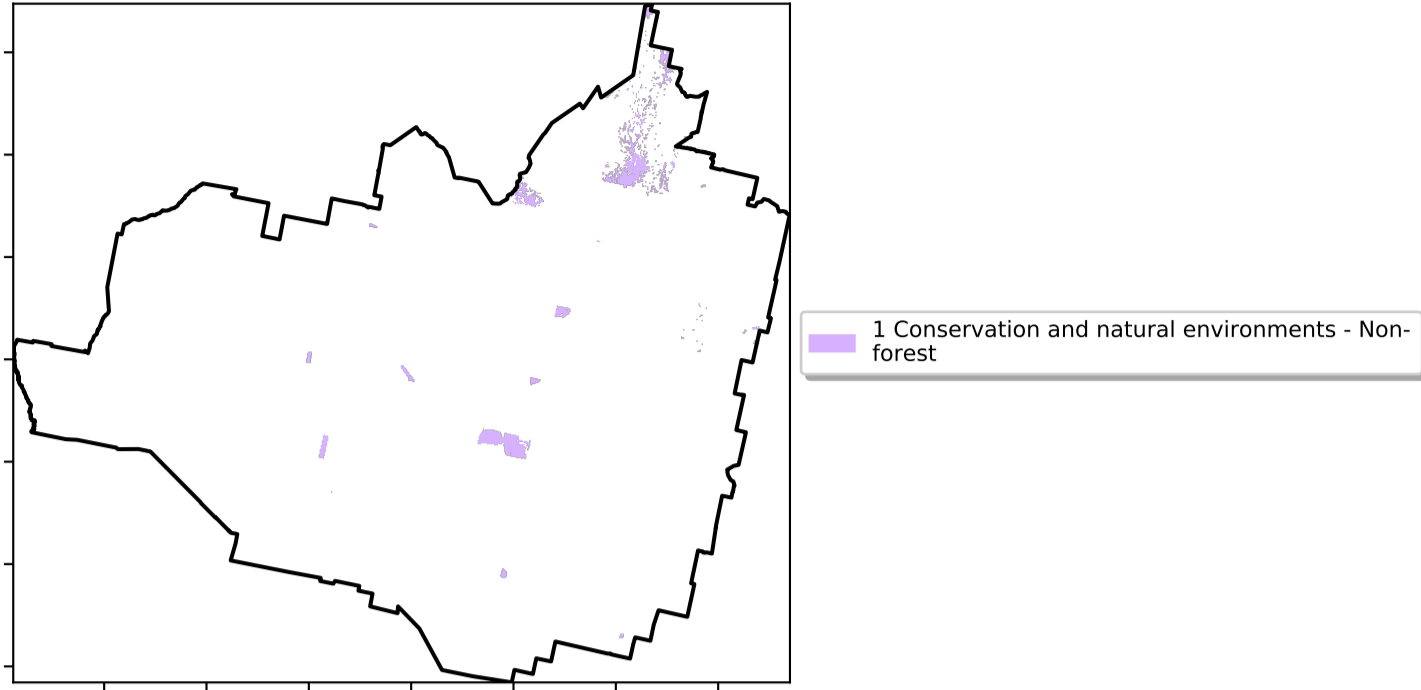 1 Conservation and natural environments - Non-
forest